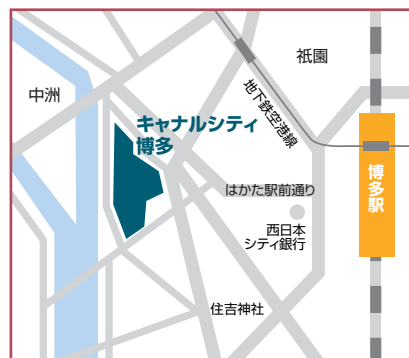 祇園
中洲
地下鉄空港線
キャナルシティ
博多
博多駅
はかた駅前通り
西日本
シティ銀行
住吉神社